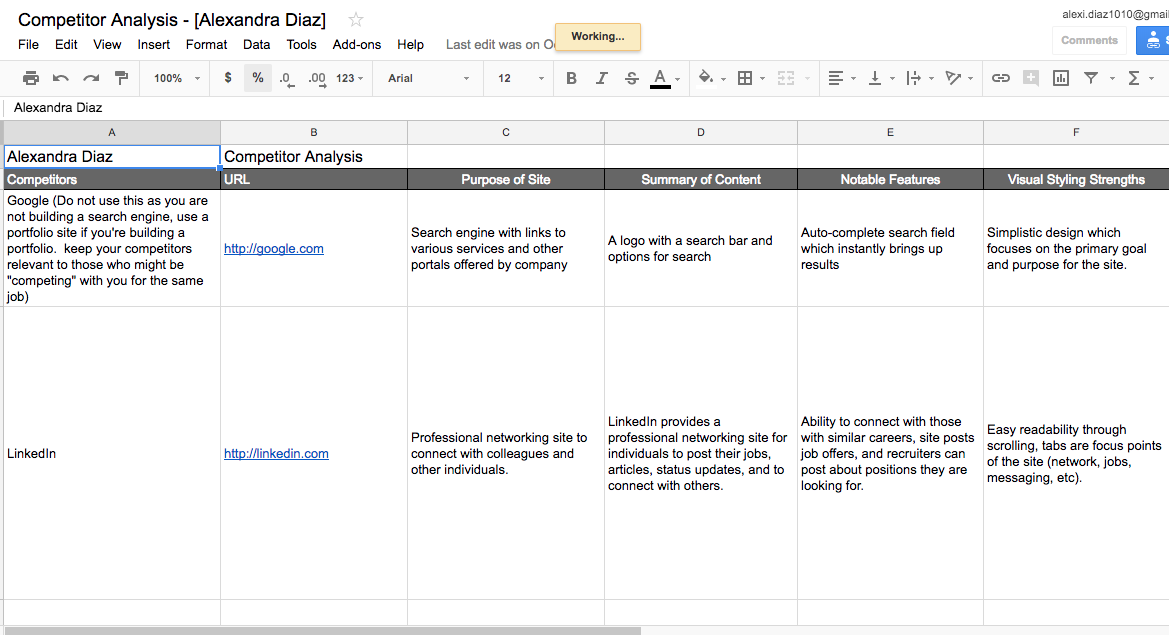 Competitor Analysis - [Alexandra Diaz]
alexi.diaz1010@gmai
File Edit View Insert Format Data Tools Add-ons Help Last edit was on O
Working...
Comments
100% $ % .0 .00 123 Arial 12 B I S A Σ
Alexandra Diaz
A B C D E F
Alexandra Diaz Competitor Analysis
Competitors URL Purpose of Site Summary of Content Notable Features Visual Styling Strengths
Google (Do not use this as you are
not building a search engine, use a
portfolio site if you're building a
portfolio. keep your competitors
relevant to those who might be
"competing" with you for the same
job)
http://google.com
Search engine with links to
various services and other
portals offered by company
A logo with a search bar and
options for search
Auto-complete search field
which instantly brings up
results
Simplistic design which
focuses on the primary goal
and purpose for the site.
LinkedIn
http://linkedin.com
Professional networking site to
connect with colleagues and
other individuals.
LinkedIn provides a
professional networking site for
individuals to post their jobs,
articles, status updates, and to
connect with others.
Ability to connect with those
with similar careers, site posts
job offers, and recruiters can
post about positions they are
looking for.
Easy readability through
scrolling, tabs are focus points
of the site (network, jobs,
messaging, etc).